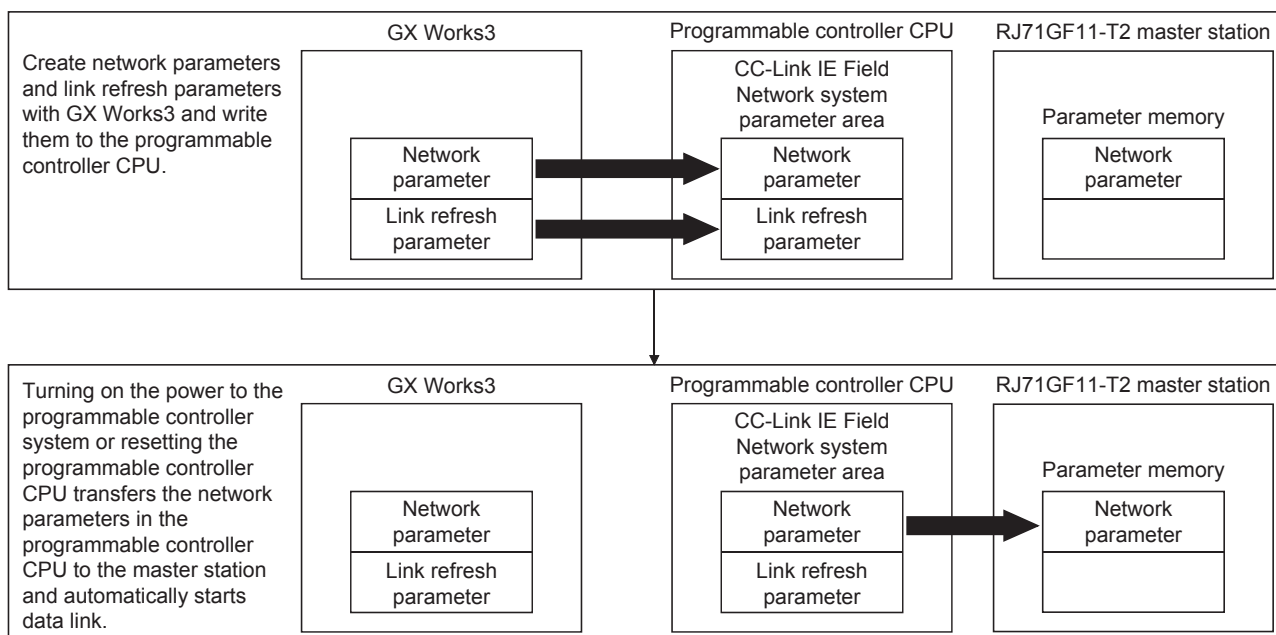 Create network parameters
and link refresh parameters
with GX Works3 and write
them to the programmable
controller CPU.
GX Works3
Network
parameter
Link refresh
parameter
Programmable controller CPU
CC-Link IE Field
Network system
parameter area
Network
parameter
Link refresh
parameter
RJ71GF11-T2 master station
Parameter memory
Network
parameter
Turning on the power to the
programmable controller
system or resetting the
programmable controller
CPU transfers the network
parameters in the
programmable controller
CPU to the master station
and automatically starts
data link.
GX Works3
Network
parameter
Link refresh
parameter
Programmable controller CPU
CC-Link IE Field
Network system
parameter area
Network
parameter
Link refresh
parameter
RJ71GF11-T2 master station
Parameter memory
Network
parameter